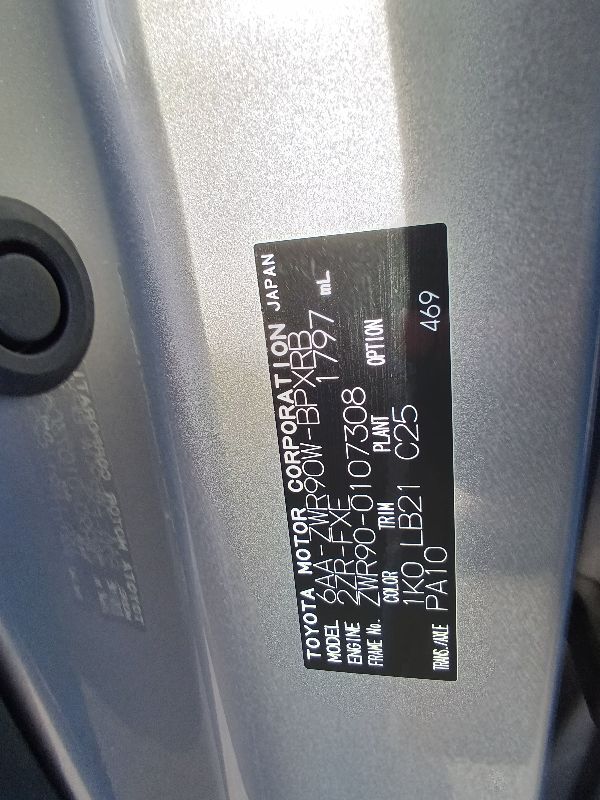 TOYOTA MOTOR CORPORATION JAPAN
MODEL 6AA-ZWR90W-BPXRB
ENGINE 2ZR-FXE 1797 mL
FRAME No. ZWR90-0107308
COLOR TRIM PLANT OPTION
1K0 LB21 C25
TRANS./AXLE PA10 469